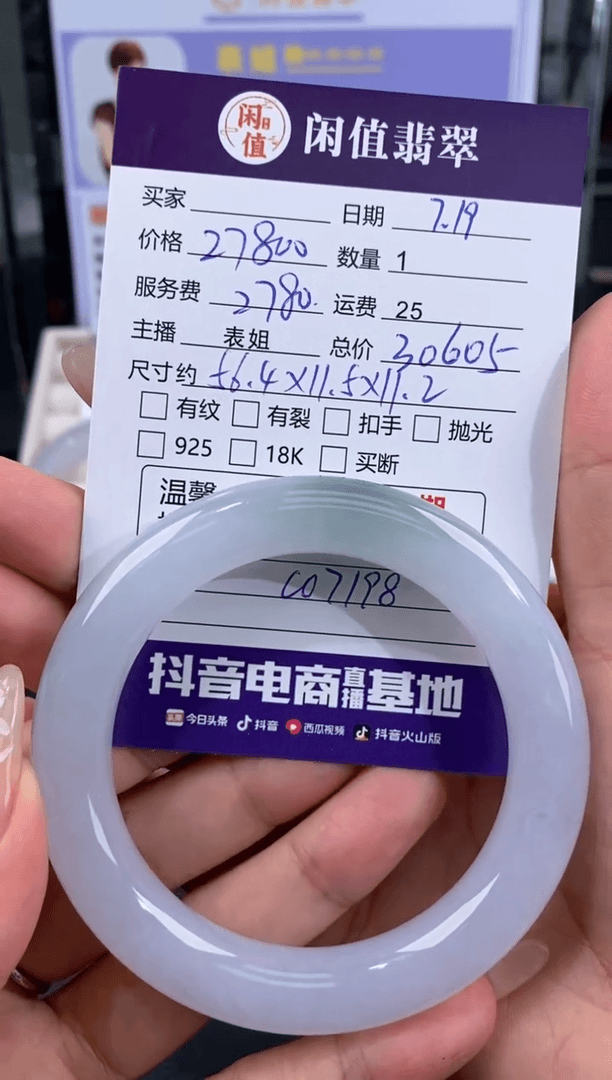 闲值 闲值翡翠
买家 日期 7.19
价格 27800 数量 1
服务费 2780. 运费 25
主播 表姐 总价 30605
尺寸约 56.4X11.5X11.2
有纹 有裂 扣手 抛光
925 18K 买断
温馨
C07198
抖音电商直播基地
头条 今日头条 抖音 西瓜视频 抖音火山版